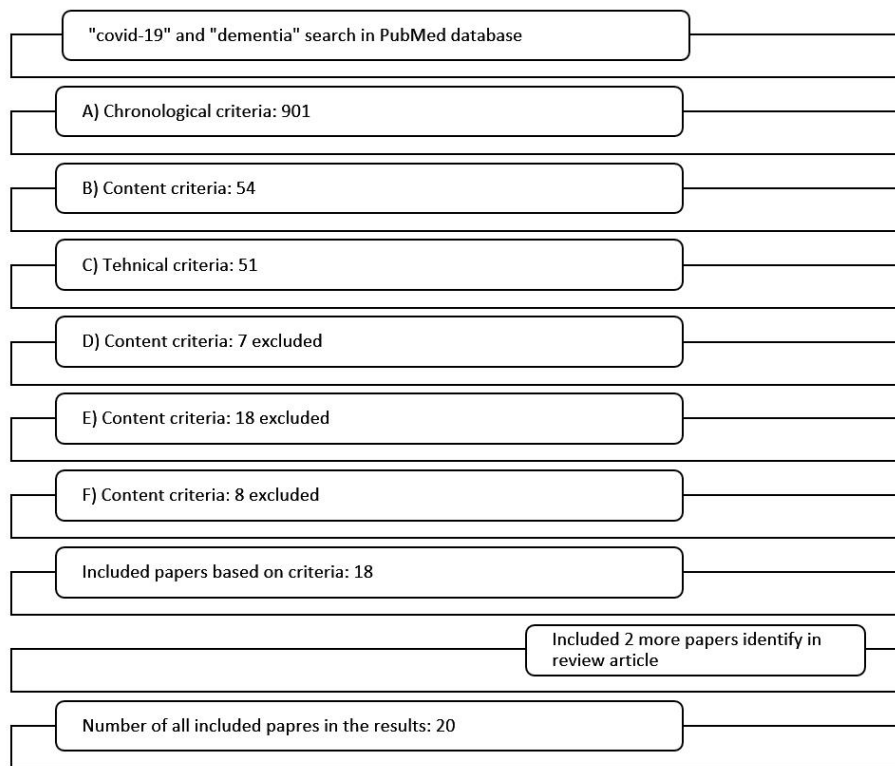 "covid-19" and "dementia" search in PubMed database
A) Chronological criteria: 901
B) Content criteria: 54
C) Tehnical criteria: 51
D) Content criteria: 7 excluded
E) Content criteria: 18 excluded
F) Content criteria: 8 excluded
Included papers based on criteria: 18
Included 2 more papers identify in
review article
Number of all included papres in the results: 20